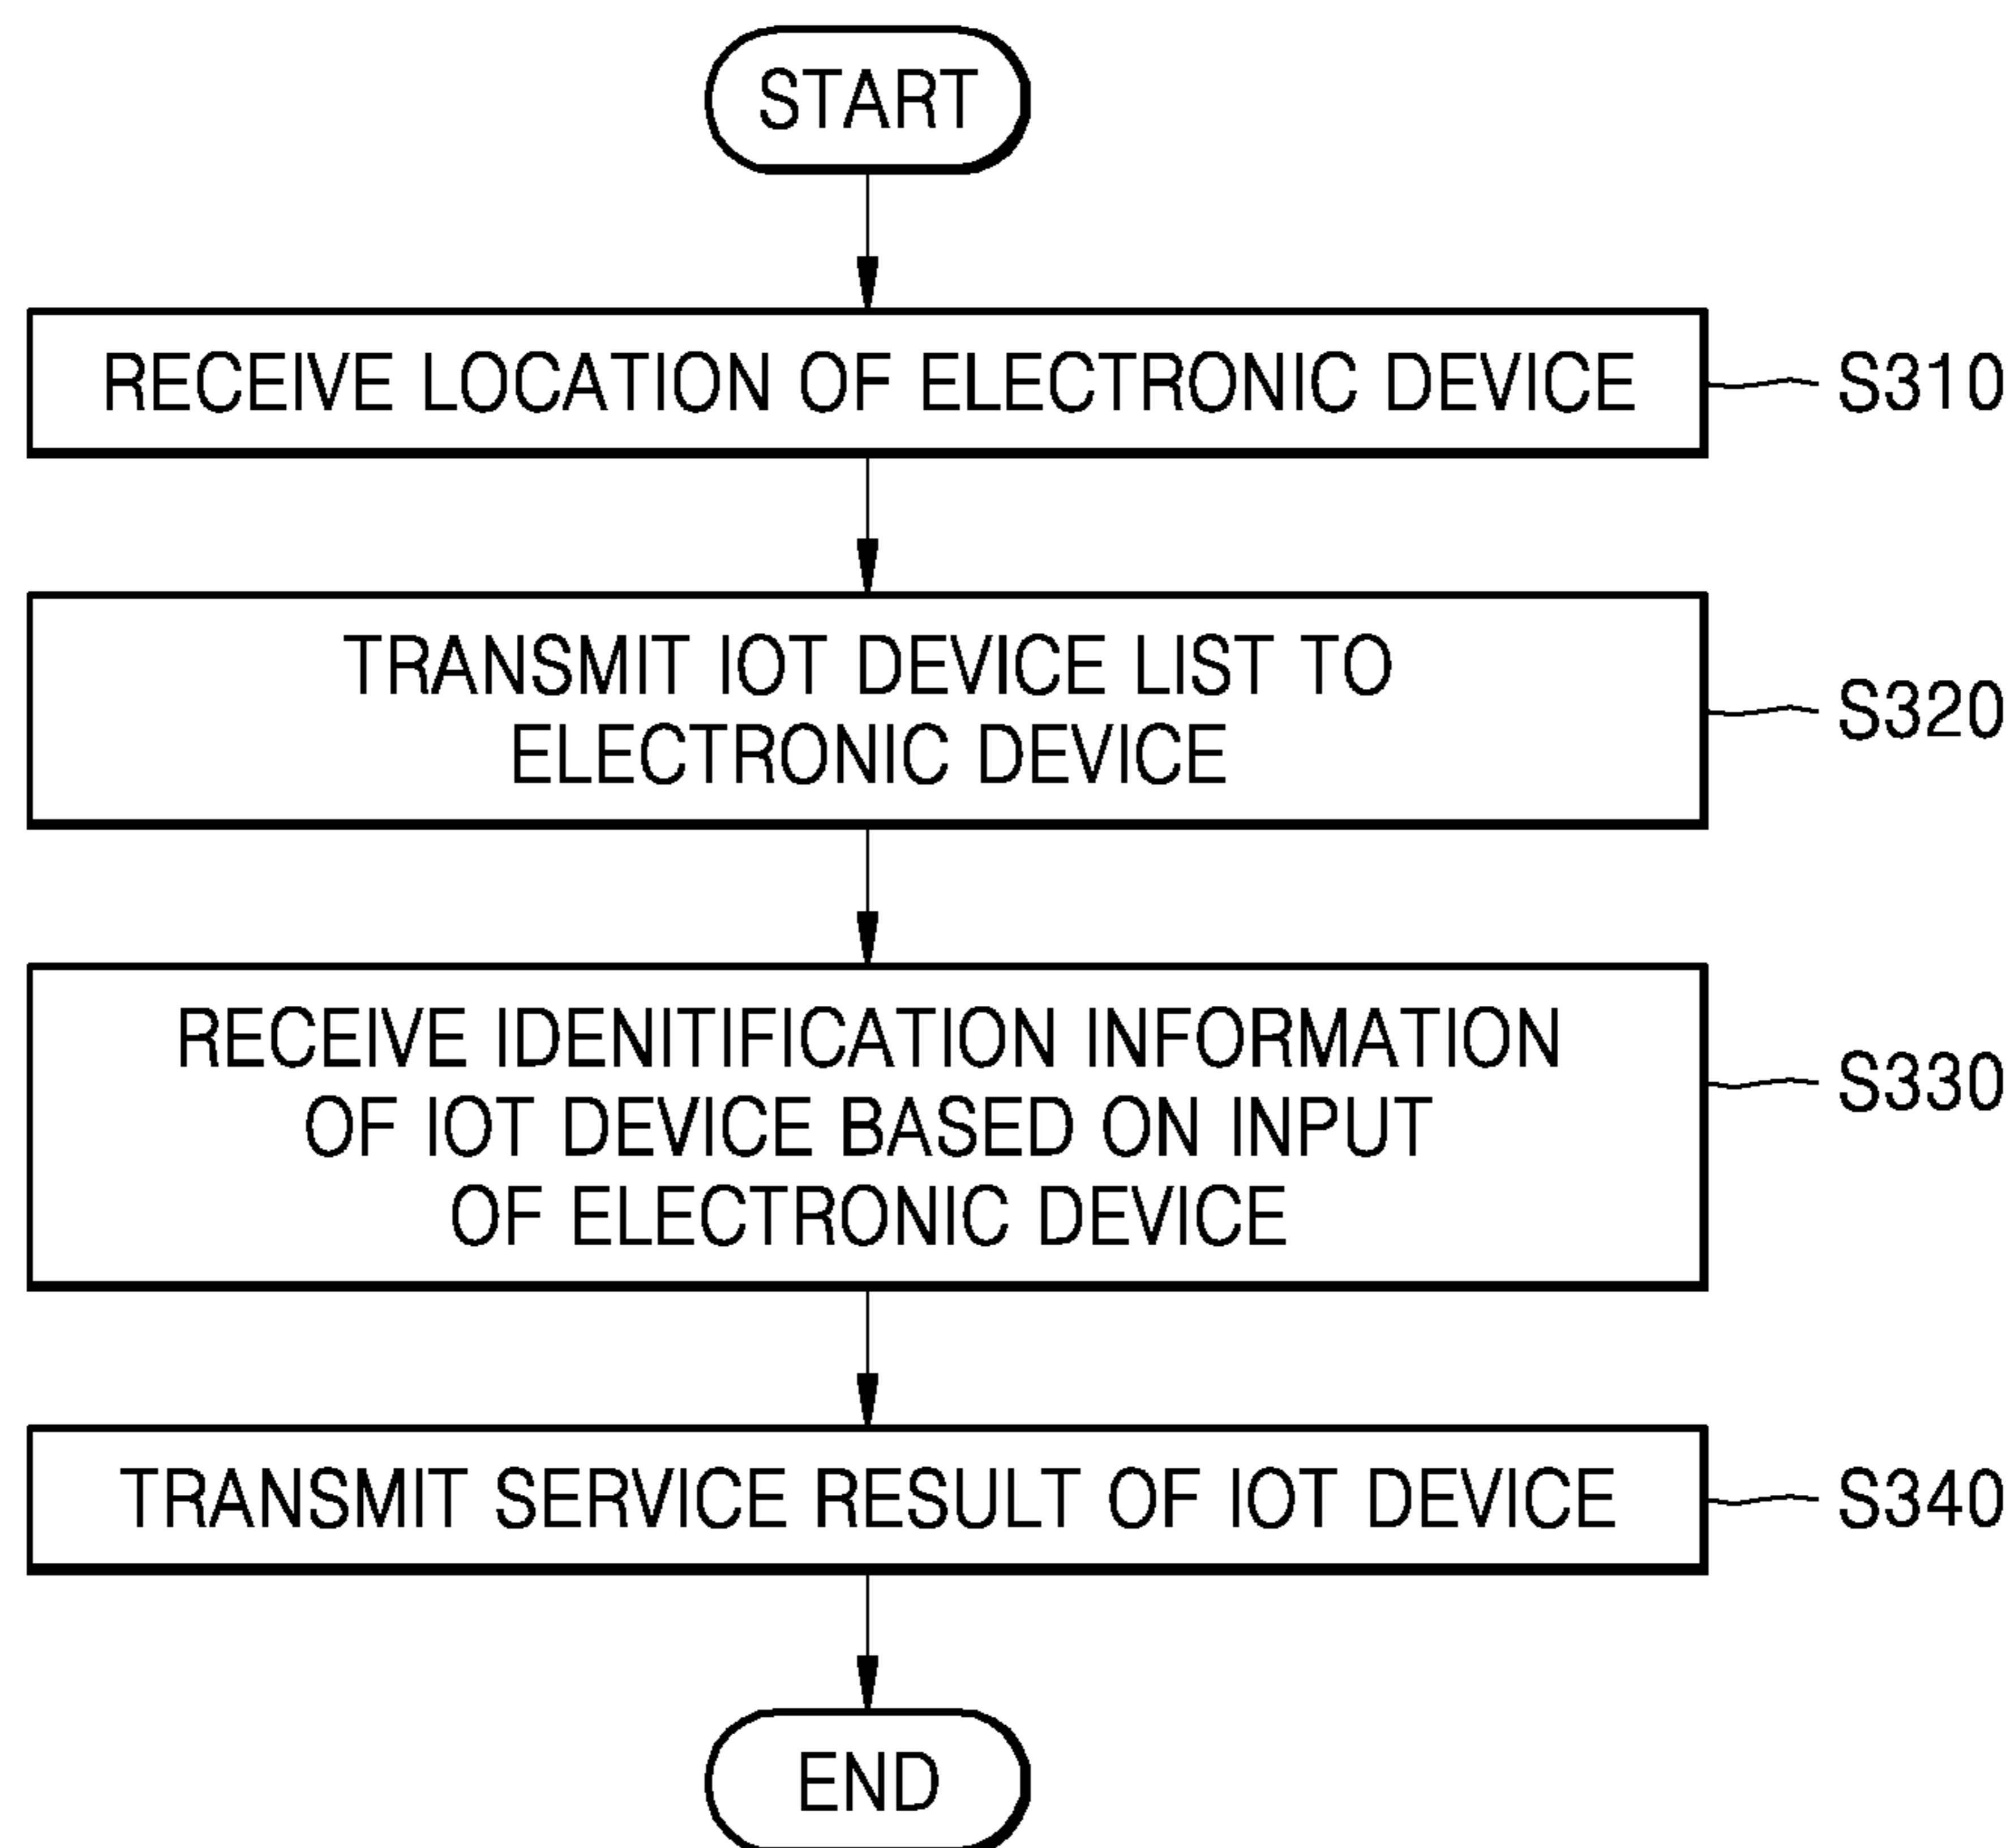 START
RECEIVE LOCATION OF ELECTRONIC DEVICE
S310
TRANSMIT IOT DEVICE LIST TO
ELECTRONIC DEVICE
S320
RECEIVE IDENITIFICATION INFORMATION
OF IOT DEVICE BASED ON INPUT
OF ELECTRONIC DEVICE
S330
TRANSMIT SERVICE RESULT OF IOT DEVICE
S340
END